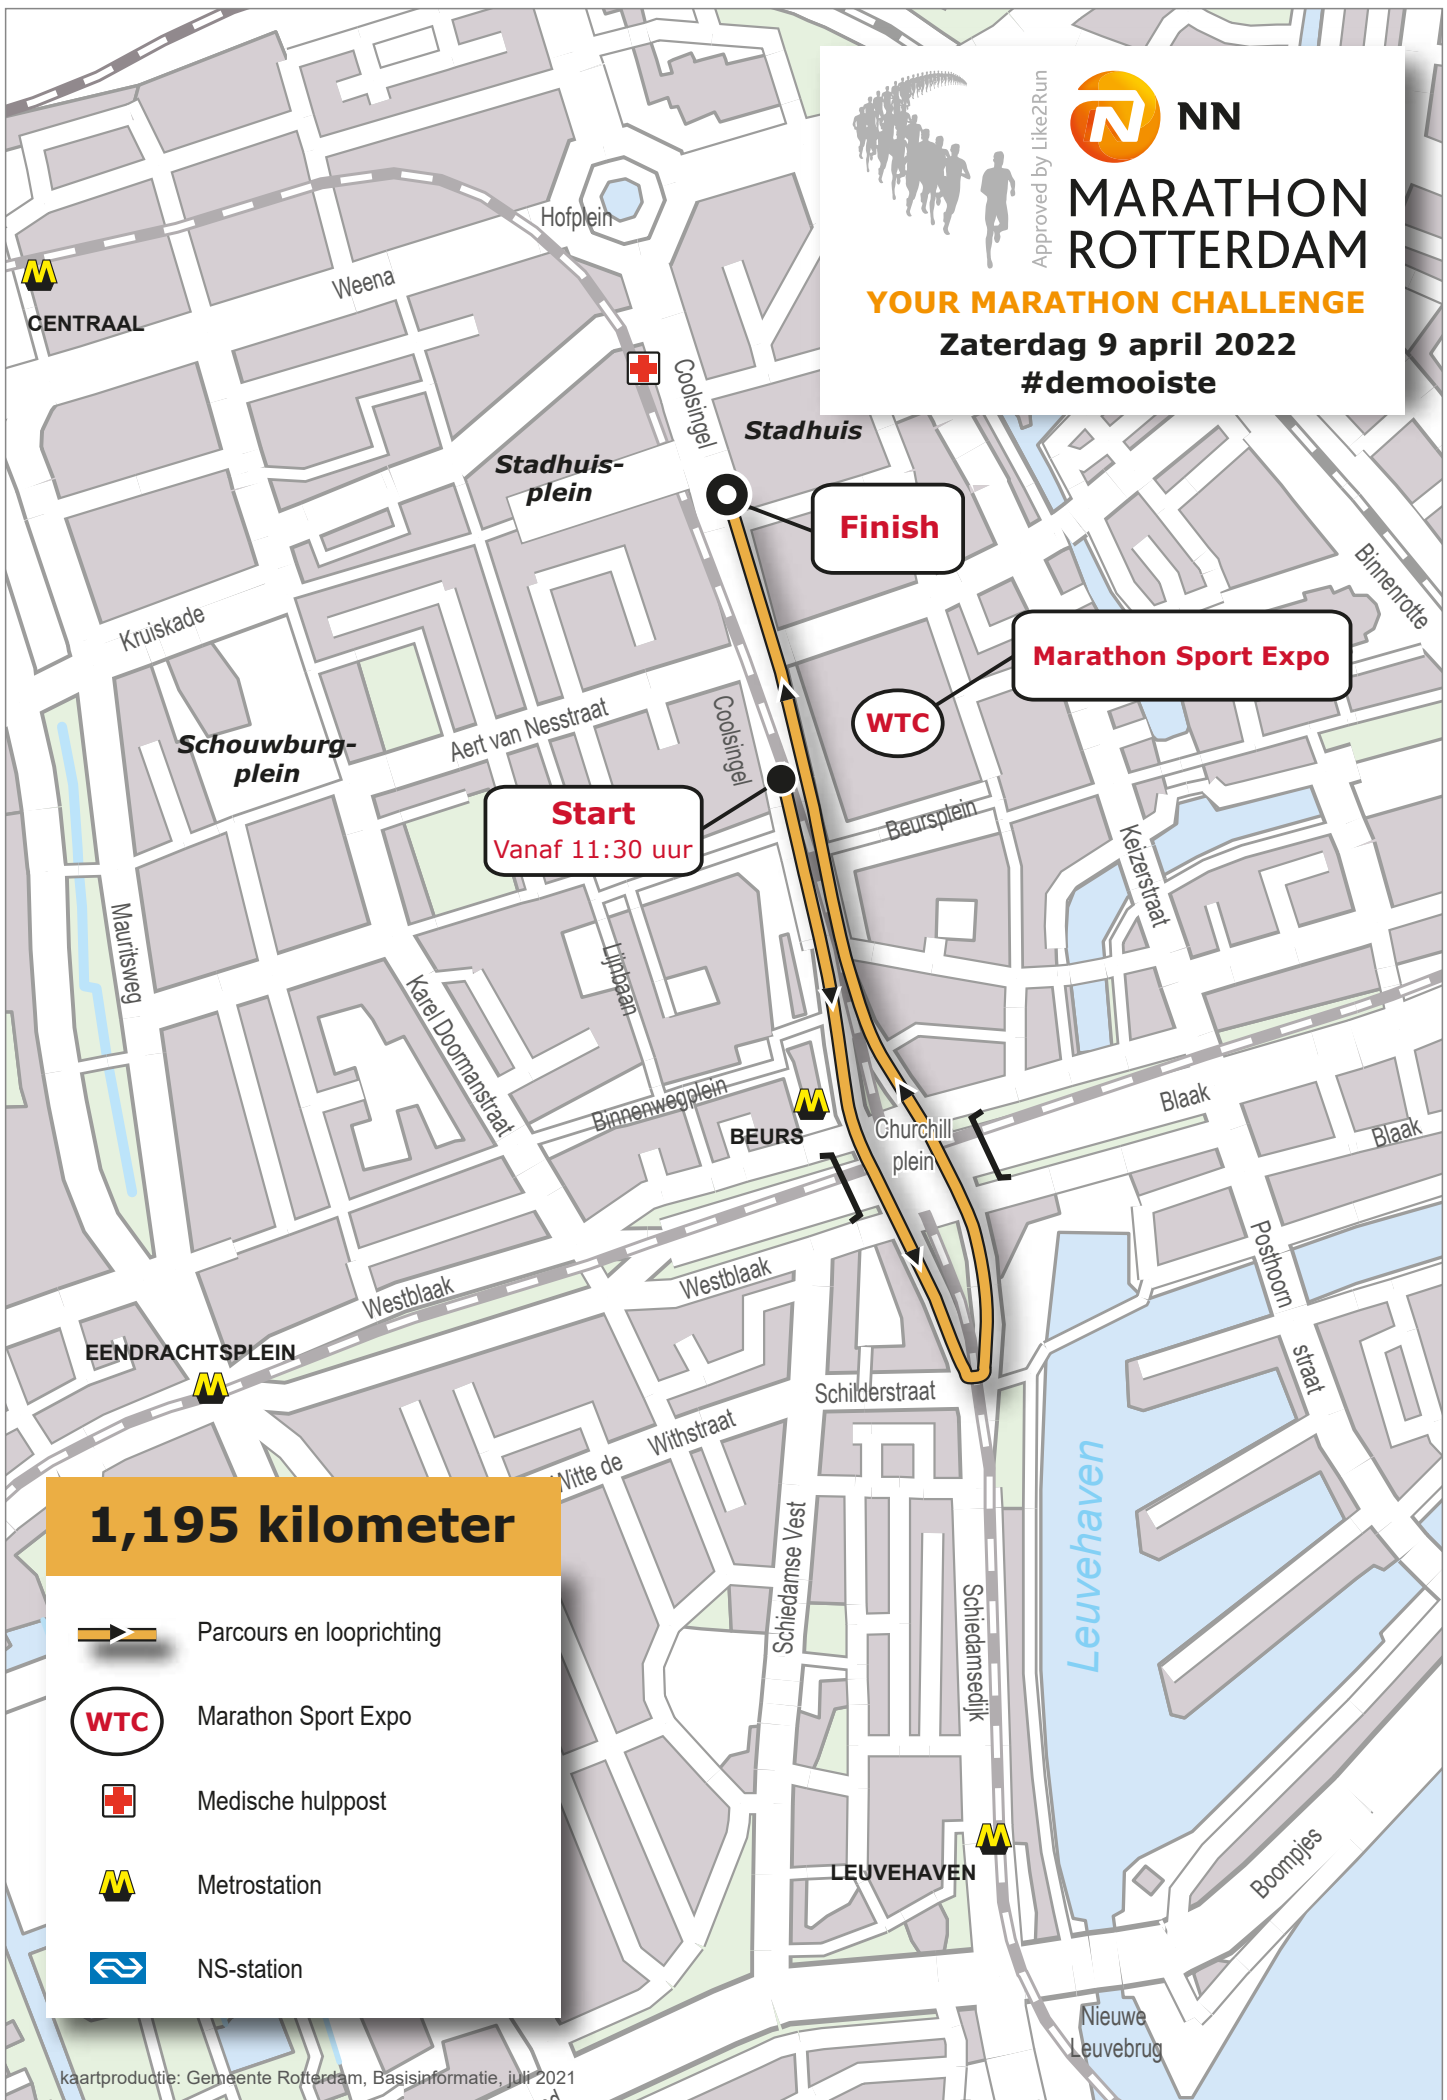 Approved by Like2Run
NN
MARATHON
ROTTERDAM
YOUR MARATHON CHALLENGE
Zaterdag 9 april 2022
#demooiste
Hofplein
Weena
CENTRAAL
Coolsingel
Stadhuis
Stadhuis-
plein
Finish
Binnenrotte
Kruiskade
Marathon Sport Expo
WTC
Aert van Nesstraat
Coolsingel
Schouwburg-
plein
Start
Vanaf 11:30 uur
Beursplein
Keizerstraat
Mauritsweg
Lijnbaan
Karel Doormanstraat
Binnenwegplein
BEURS
Churchill
plein
Blaak
Blaak
Posthoorn
straat
Westblaak
Westblaak
EENDRACHTSPLEIN
Schilderstraat
Witte de
Withstraat
Leuvehaven
Schiedamse Vest
Schiedamsedijk
LEUVEHAVEN
Boompjes
Nieuwe
Leuvebrug
1,195 kilometer
Parcours en looprichting
WTC
Marathon Sport Expo
Medische hulppost
Metrostation
NS-station
kaartproductie: Gemeente Rotterdam, Basisinformatie, juli 2021